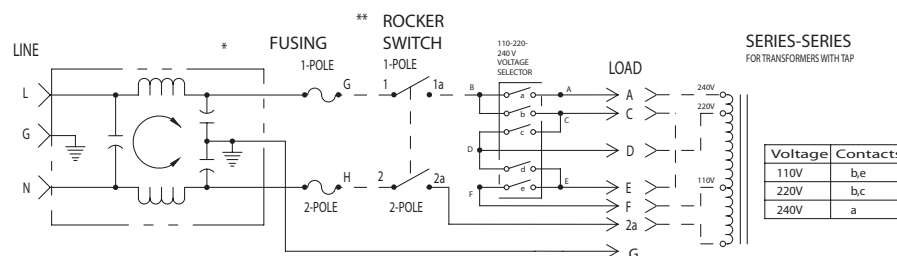 ** ROCKER
SWITCH
* FUSING
LINE
1-POLE
1-POLE
110-220-
240 V
VOLTAGE
SELECTOR
LOAD
SERIES-SERIES
FOR TRANSFORMERS WITH TAP
L
G
1
1a
B
a
A
A
240V
b
C
C
220V
c
G
D
D
Voltage Contacts
110V b,e
220V b,c
240V a
d
N
H
2
2a
F
e
E
E
110V
F
2-POLE
2-POLE
2a
G